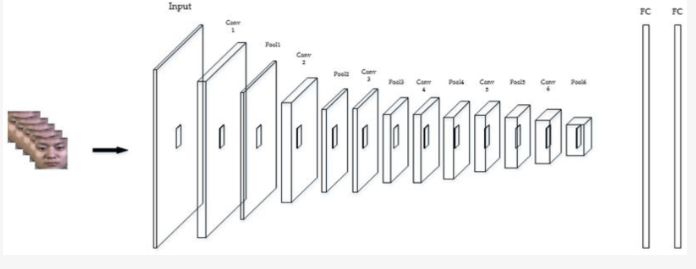 Input
Conv
1
Pool1
Conv
2
Pool2
Conv
3
Pool3
Conv
4
Pool4
Conv
5
Pool5
Conv
6
Pool6
FC
FC